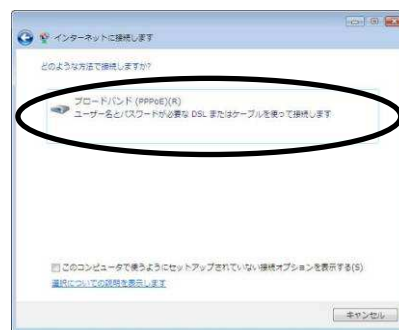 インターネットに接続します
どのような方法で接続しますか?
ブロードバンド (PPPoE)(R)
ユーザー名とパスワードが必要な DSL またはケーブルを使って接続します
このコンピュータで使うようにセットアップされていない接続オプションを表示する(S)
選択についての説明を表示します
キャンセル